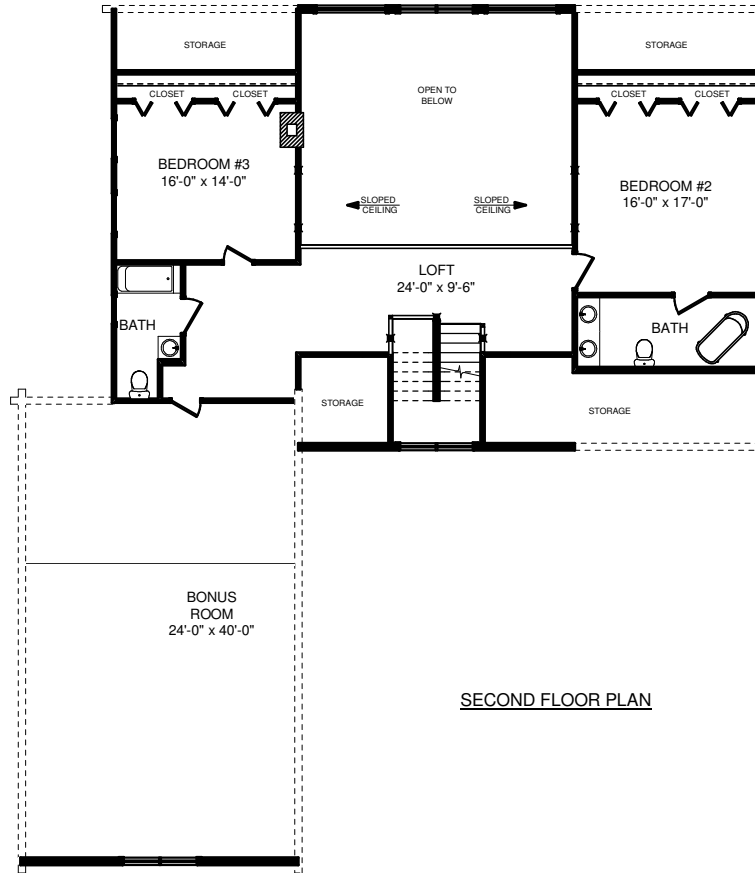 STORAGE
STORAGE
CLOSET
CLOSET
OPEN TO
BELOW
CLOSET
CLOSET
BEDROOM #3
16'-0" x 14'-0"
BEDROOM #2
16'-0" x 17'-0"
SLOPED
CEILING
SLOPED
CEILING
LOFT
24'-0" x 9'-6"
BATH
BATH
STORAGE
STORAGE
BONUS
ROOM
24'-0" x 40'-0"
SECOND FLOOR PLAN